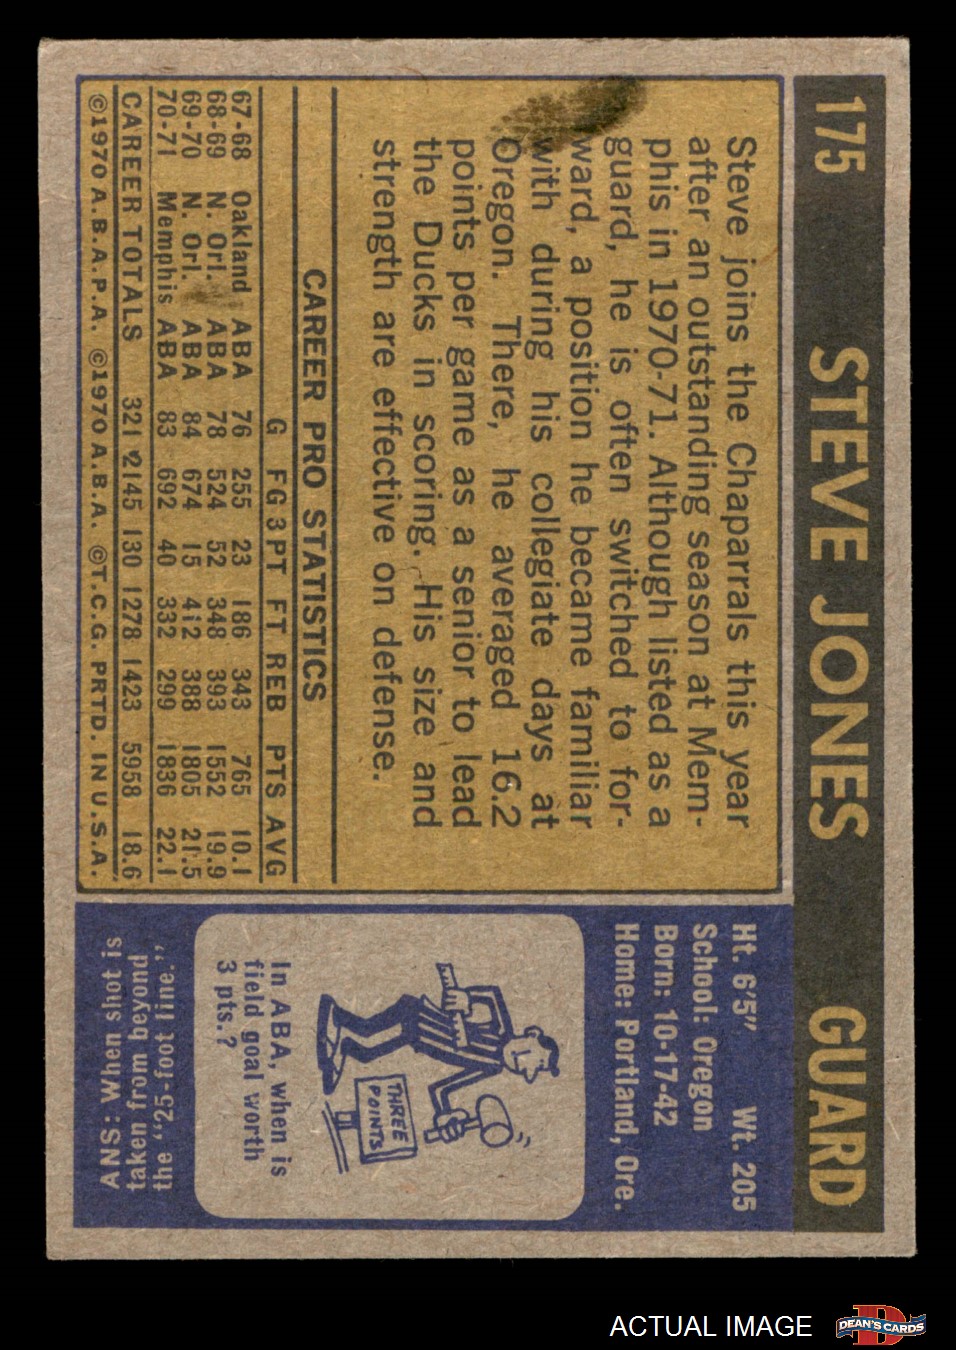 175 STEVE JONES GUARD
Steve joins the Chaparrals this year
after an outstanding season at Mem-
phis in 1970-71. Although listed as a
guard, he is often switched to for-
ward, a position he became familiar
with during his collegiate days at
Oregon. There, he averaged 16.2
points per game as a senior to lead
the Ducks in scoring. His size and
strength are effective on defense.
CAREER PRO STATISTICS
G FG 3PT FT REB PTS AVG
67-68 Oakland ABA 76 255 23 186 343 765 10.1
68-69 N. Orl. ABA 78 524 52 348 393 1552 19.9
69-70 N. Orl. ABA 84 674 15 412 388 1805 21.5
70-71 Memphis ABA 83 692 40 332 299 1836 22.1
CAREER TOTALS 321 2145 130 1278 1423 5958 18.6
©1970 A.B.A.P.A. ©1970 A.B.A. ©T.C.G. PRTD. IN U.S.A.
Ht. 6'5" Wt. 205
School: Oregon
Born: 10-17-42
Home: Portland, Ore.
THREE
POINTS
In ABA, when is
field goal worth
3 pts.?
ANS: When shot is
taken from beyond
the "25-foot line."
ACTUAL IMAGE
D
DEAN'S CARDS